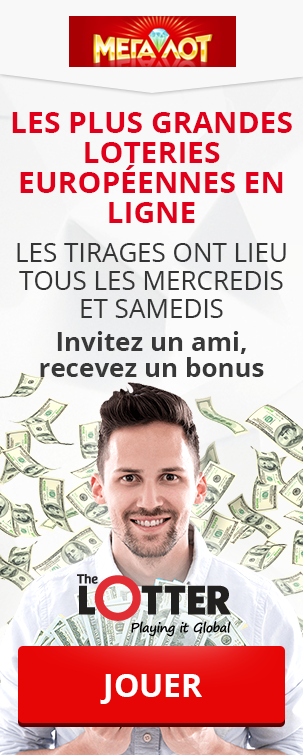 МЕГАЛОТ
LES PLUS GRANDES
LOTERIES
EUROPÉENNES EN
LIGNE
LES TIRAGES ONT LIEU
TOUS LES MERCREDIS
ET SAMEDIS
Invitez un ami,
recevez un bonus
The
LOTTER
Playing it Global
JOUER